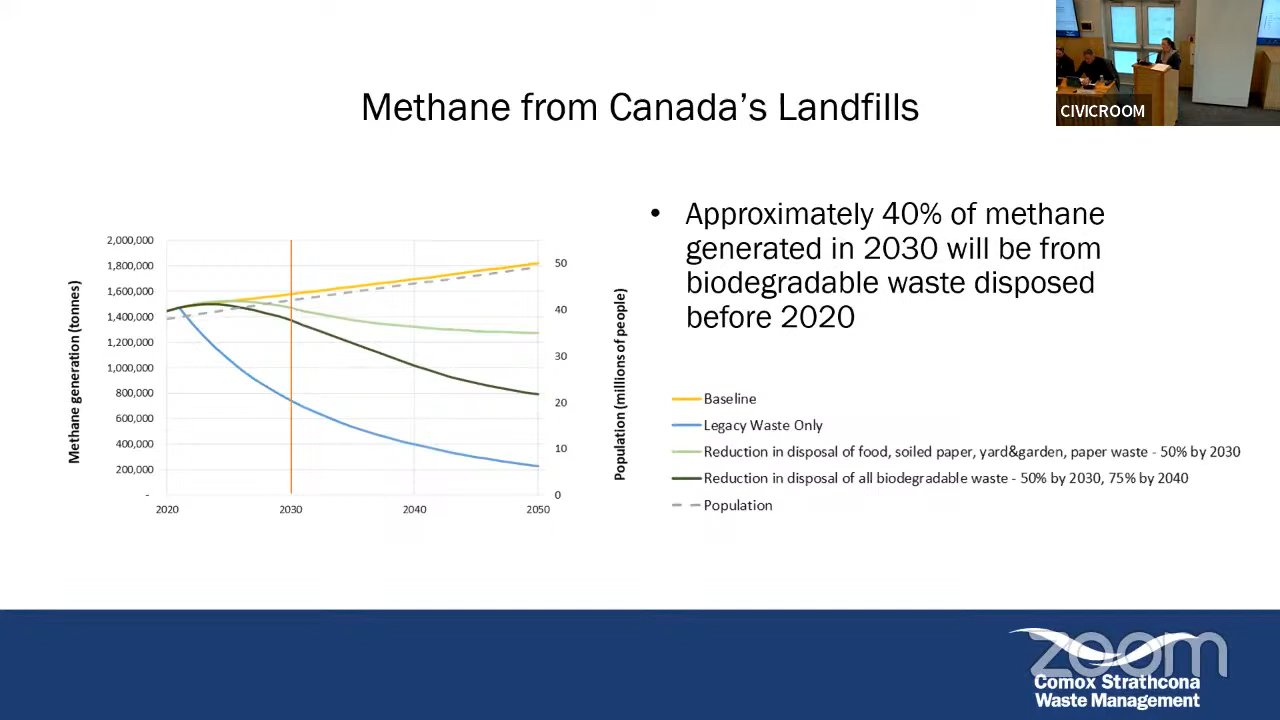 CIVICROOM
Methane from Canada's Landfills
• Approximately 40% of methane
generated in 2030 will be from
biodegradable waste disposed
before 2020
Methane generation (tonnes)
2,000,000
1,800,000
1,600,000
1,400,000
1,200,000
1,000,000
800,000
600,000
400,000
200,000
-
2020
2030
2040
2050
50
40
30
20
10
0
Population (millions of people)
Baseline
Legacy Waste Only
Reduction in disposal of food, soiled paper, yard&garden, paper waste - 50% by 2030
Reduction in disposal of all biodegradable waste - 50% by 2030, 75% by 2040
Population
zoom
Comox Strathcona
Waste Management